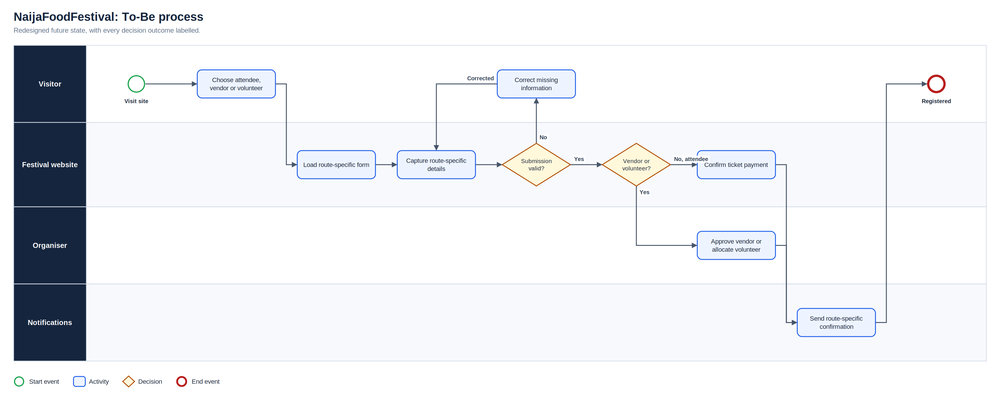 NaijaFoodFestival: To-Be process
Redesigned future state, with every decision outcome labelled.
Visitor
Visit site
Choose attendee,
vendor or volunteer
Corrected
Correct missing
information
Registered
Festival website
Load route-specific form
Capture route-specific
details
No
Submission
valid?
Yes
Vendor or
volunteer?
No, attendee
Confirm ticket payment
Yes
Organiser
Approve vendor or
allocate volunteer
Notifications
Send route-specific
confirmation
Start event
Activity
Decision
End event